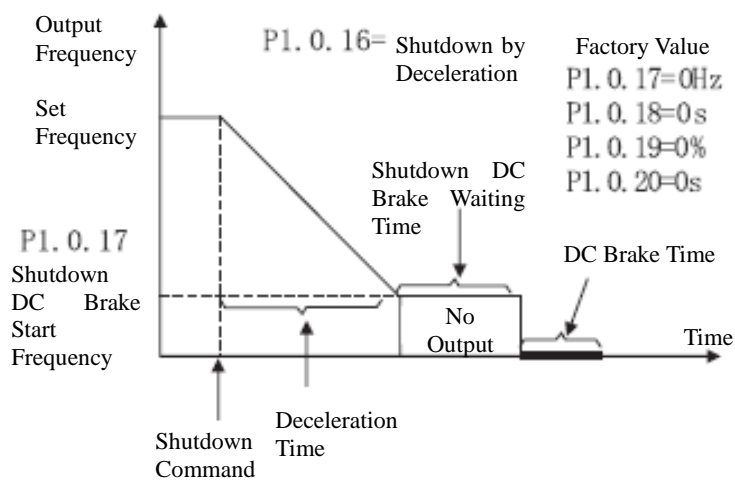 Output
Frequency
P1. 0. 16= Shutdown by
Deceleration
Factory Value
P1. 0. 17=0Hz
P1. 0. 18=0s
P1. 0. 19=0%
P1. 0. 20=0s
Set
Frequency
Shutdown DC
Brake Waiting
Time
P1. 0. 17
Shutdown
DC Brake
Start
Frequency
DC Brake Time
No
Output
Time
Deceleration
Time
Shutdown
Command